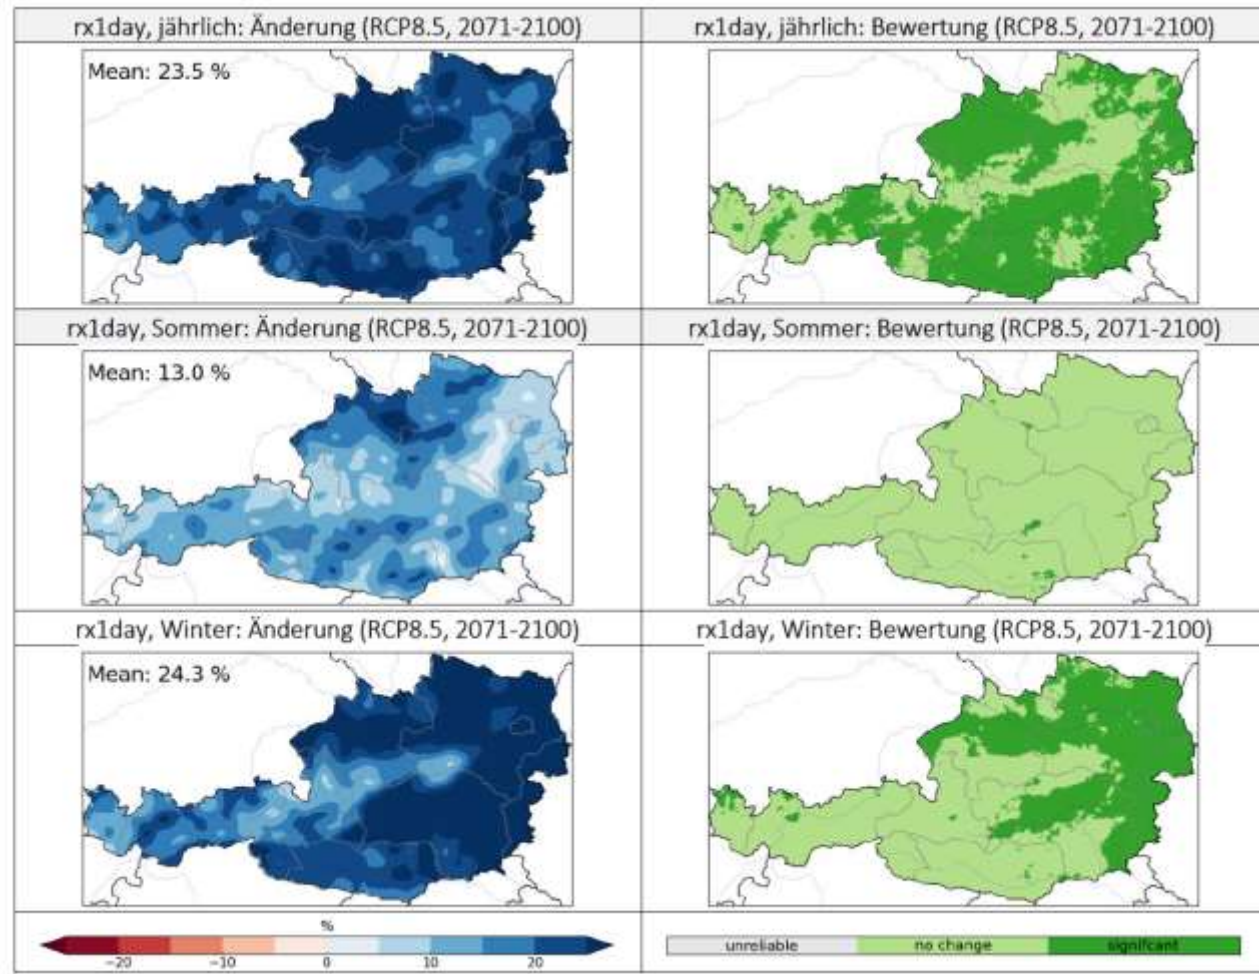 rx1day, jährlich: Änderung (RCP8.5, 2071-2100)
rx1day, jährlich: Bewertung (RCP8.5, 2071-2100)
Mean: 23.5 %
rx1day, Sommer: Änderung (RCP8.5, 2071-2100)
rx1day, Sommer: Bewertung (RCP8.5, 2071-2100)
Mean: 13.0 %
rx1day, Winter: Änderung (RCP8.5, 2071-2100)
rx1day, Winter: Bewertung (RCP8.5, 2071-2100)
Mean: 24.3 %
%
−20 −10 0 10 20
unreliable no change signifcant